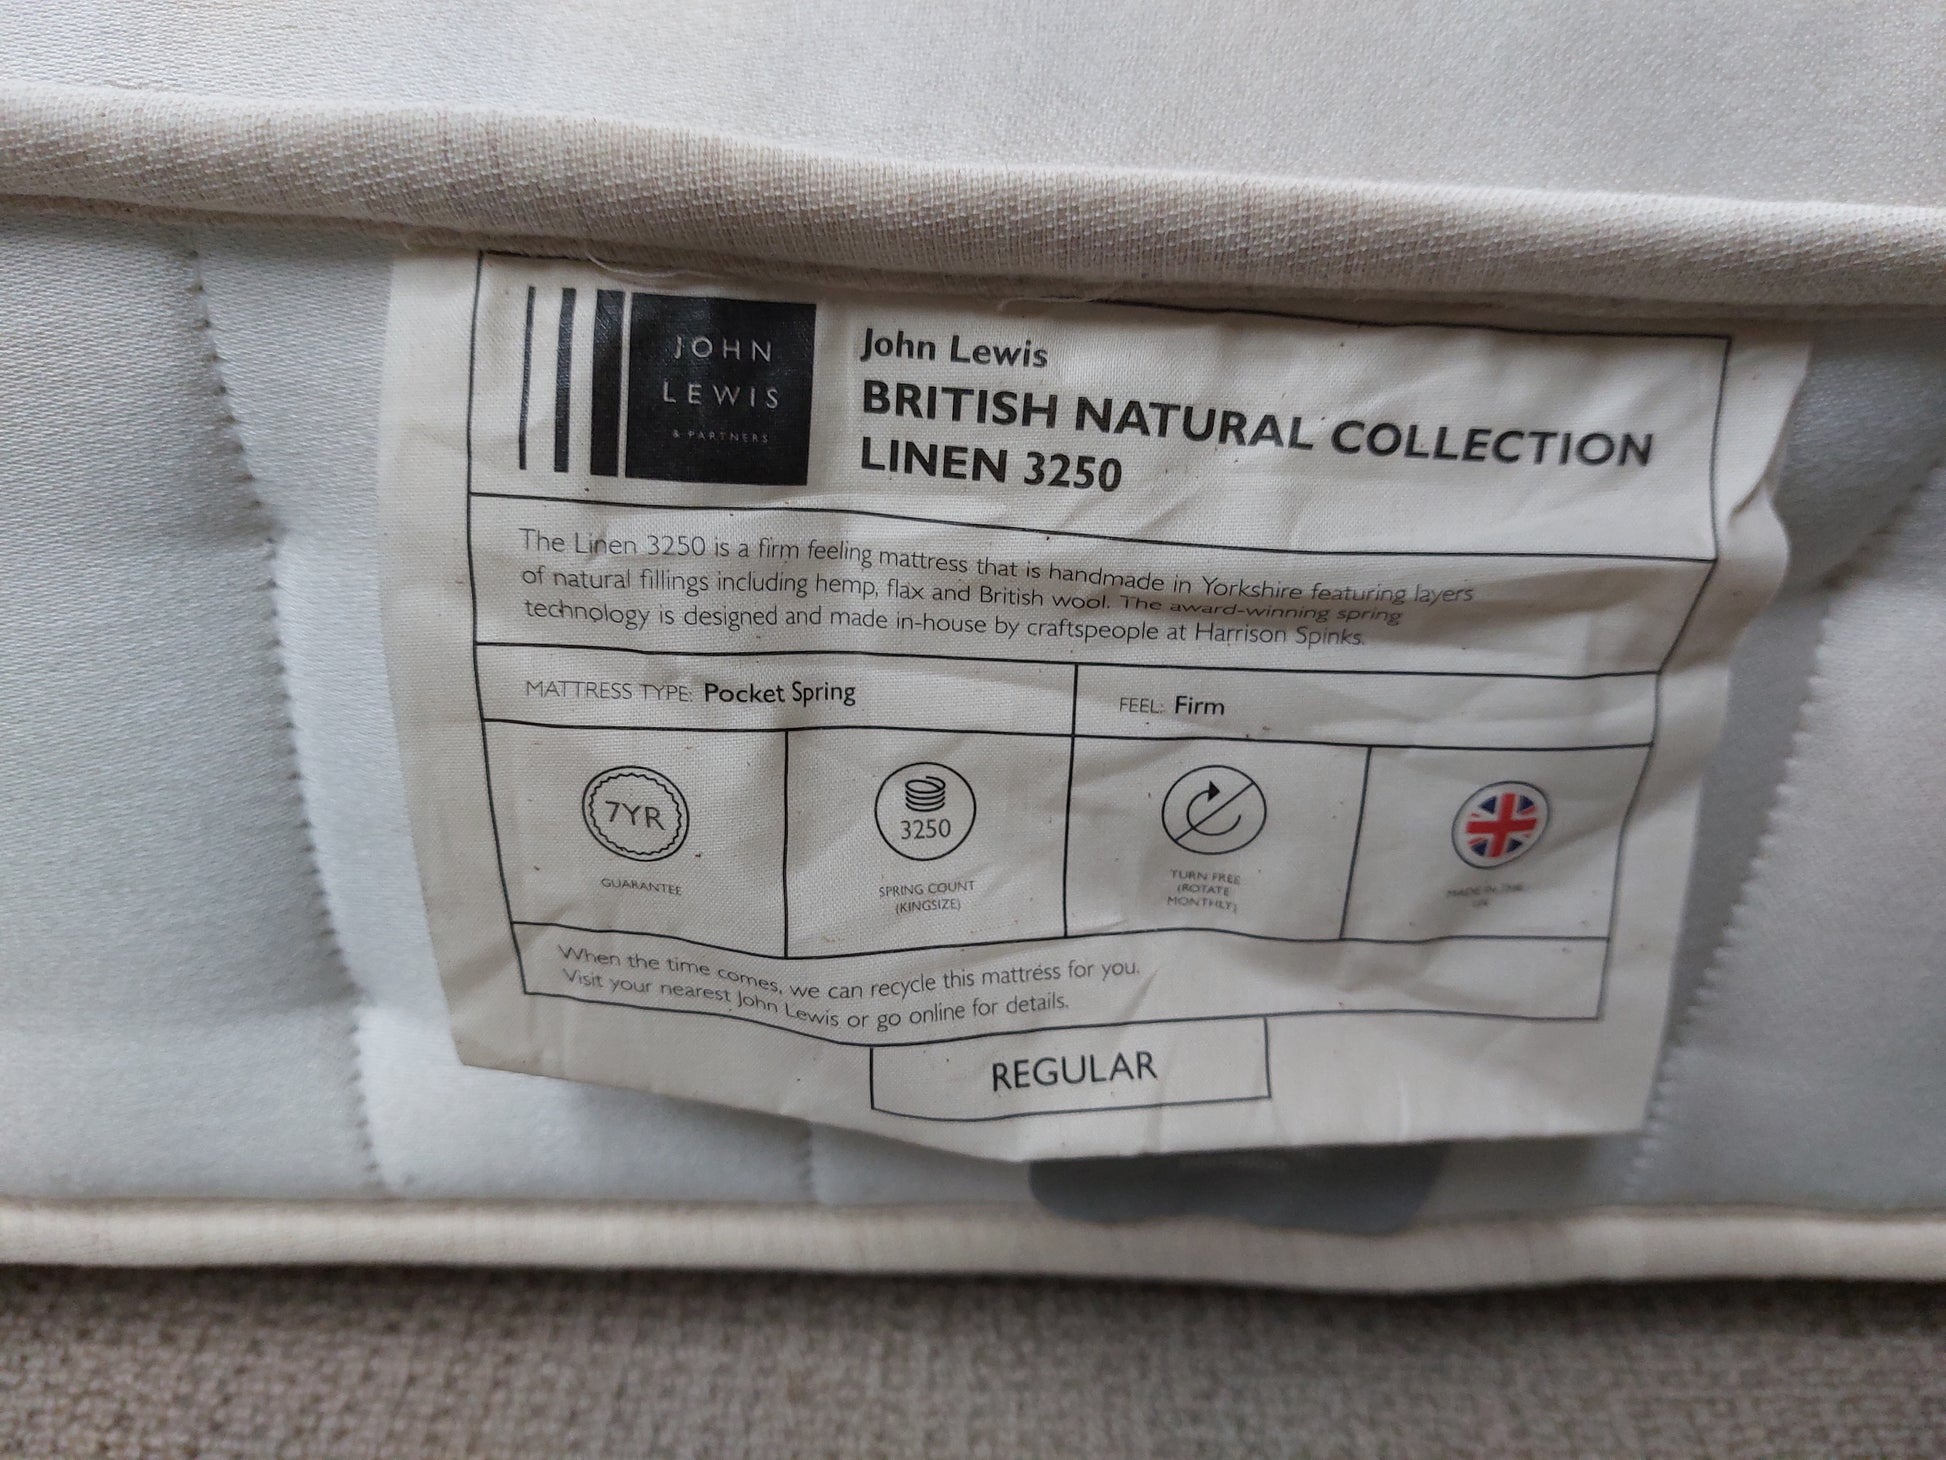 JOHN
LEWIS
& PARTNERS
John Lewis
BRITISH NATURAL COLLECTION
LINEN 3250
The Linen 3250 is a firm feeling mattress that is handmade in Yorkshire featuring layers
of natural fillings including hemp, flax and British wool. The award-winning spring
technology is designed and made in-house by craftspeople at Harrison Spinks.
MATTRESS TYPE: Pocket Spring
FEEL: Firm
7YR
GUARANTEE
3250
SPRING COUNT
(KINGSIZE)
TURN FREE
(ROTATE
MONTHLY)
MADE IN THE
UK
When the time comes, we can recycle this mattress for you.
Visit your nearest John Lewis or go online for details.
REGULAR